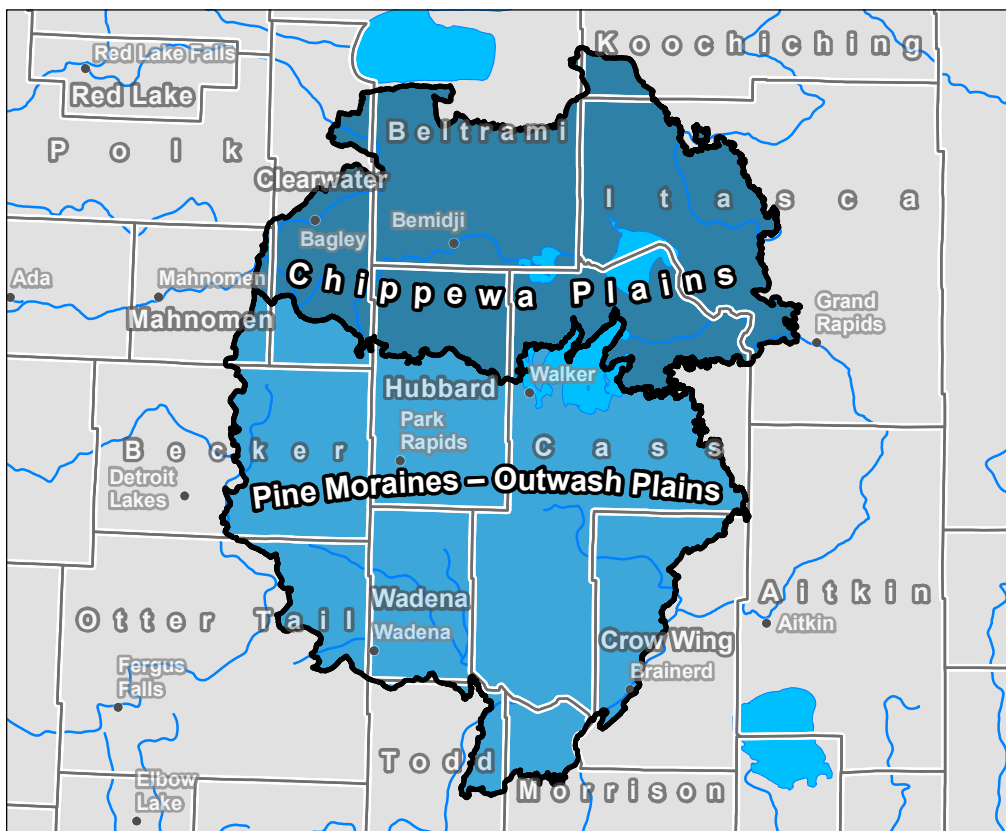 Koochiching
Red Lake Falls
Red Lake
Beltrami
Polk
Clearwater
Itasca
Bemidji
Bagley
Chippewa Plains
Ada
Mahnomen
Mahnomen
Grand
Rapids
Walker
Hubbard
Park
Rapids
Becker
Cass
Detroit
Lakes
Pine Moraines – Outwash Plains
Wadena
Aitkin
Otter Tail
Wadena
Aitkin
Crow Wing
Brainerd
Fergus
Falls
Todd
Elbow
Lake
Morrison